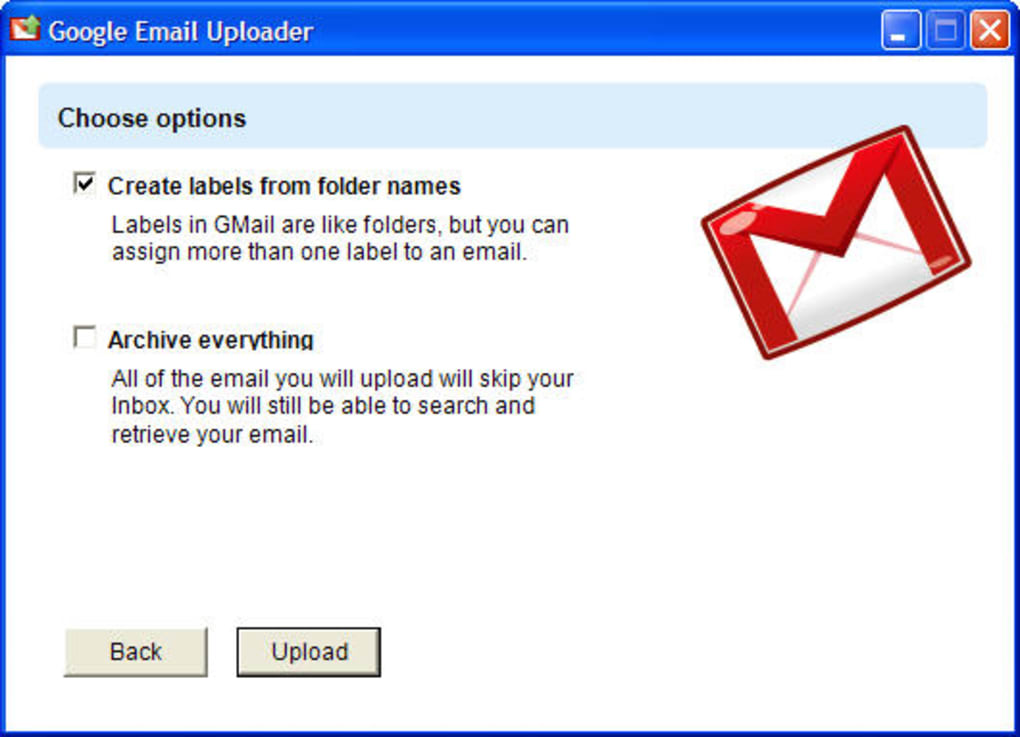 Google Email Uploader
Choose options
Create labels from folder names
Labels in GMail are like folders, but you can
assign more than one label to an email.
Archive everything
All of the email you will upload will skip your
Inbox. You will still be able to search and
retrieve your email.
Back
Upload